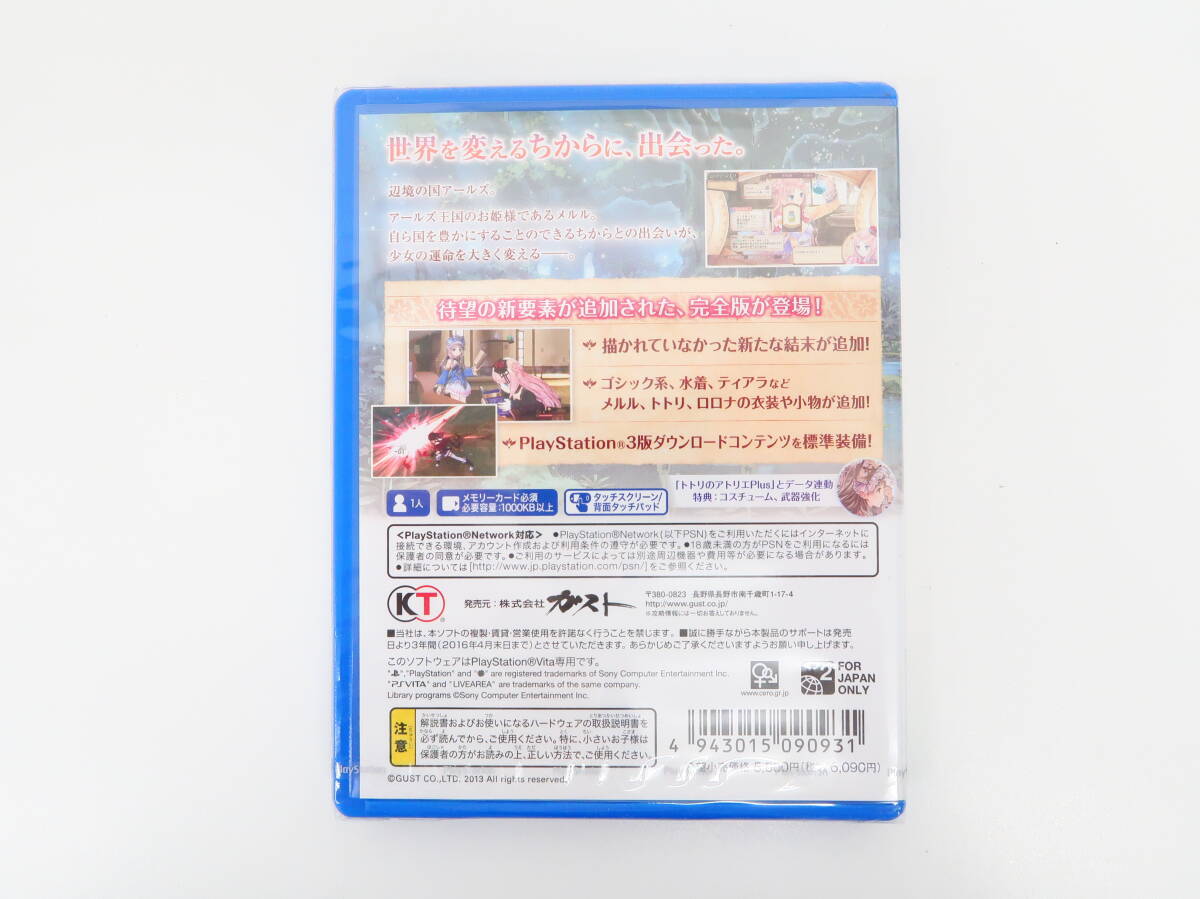 世界を変えるちからに、出会った。
辺境の国アールズ。
アールズ王国のお姫様であるメルル。
自ら国を豊かにすることのできるちからとの出会いが、
少女の運命を大きく変える――。
待望の新要素が追加された、完全版が登場！
描かれていなかった新たな結末が追加！
ゴシック系、水着、ティアラなど
メルル、トトリ、ロロナの衣装や小物が追加！
PlayStation®3版ダウンロードコンテンツを標準装備！
「トトリのアトリエPlus」とデータ連動
特典：コスチューム、武器強化
1人
メモリーカード必須
必要容量：1000KB以上
タッチスクリーン/
背面タッチパッド
＜PlayStation®Network対応＞ ●PlayStation®Network(以下PSN)をご利用いただくにはインターネットに
接続できる環境、アカウント作成および利用条件の遵守が必要です。●18歳未満の方がPSNをご利用になるには
保護者の同意が必要です。●ご利用のサービスによっては別途周辺機器や費用等が必要になる場合があります。
●詳細については[http://www.jp.playstation.com/psn/]をご参照ください。
KT®
発売元：株式会社ガスト
〒380-0823 長野県長野市南千歳町1-17-4
http://www.gust.co.jp/
※攻略情報には一切お答えしておりません。
■当社は、本ソフトの複製・賃貸・営業使用を許諾なく行うことを禁じます。■誠に勝手ながら本製品のサポートは発売
日より3年間(2016年4月末日まで)とさせていただきます。あらかじめご了承くださいますようお願い申し上げます。
このソフトウェアはPlayStation®Vita専用です。
","PlayStation" and "" are registered trademarks of Sony Computer Entertainment Inc.
"PSVITA" and "LIVEAREA" are trademarks of the same company.
Library programs ©Sony Computer Entertainment Inc.
www.cero.gr.jp
2
FOR
JAPAN
ONLY
注意
解説書およびお使いになるハードウェアの取扱説明書を
必ず読んでから、ご使用ください。特に、小さいお子様は
保護者の方がお読みの上、正しい方法で、ご使用ください。
4 943015 090931
6,090円)
©GUST CO.,LTD. 2013 All rights reserved.